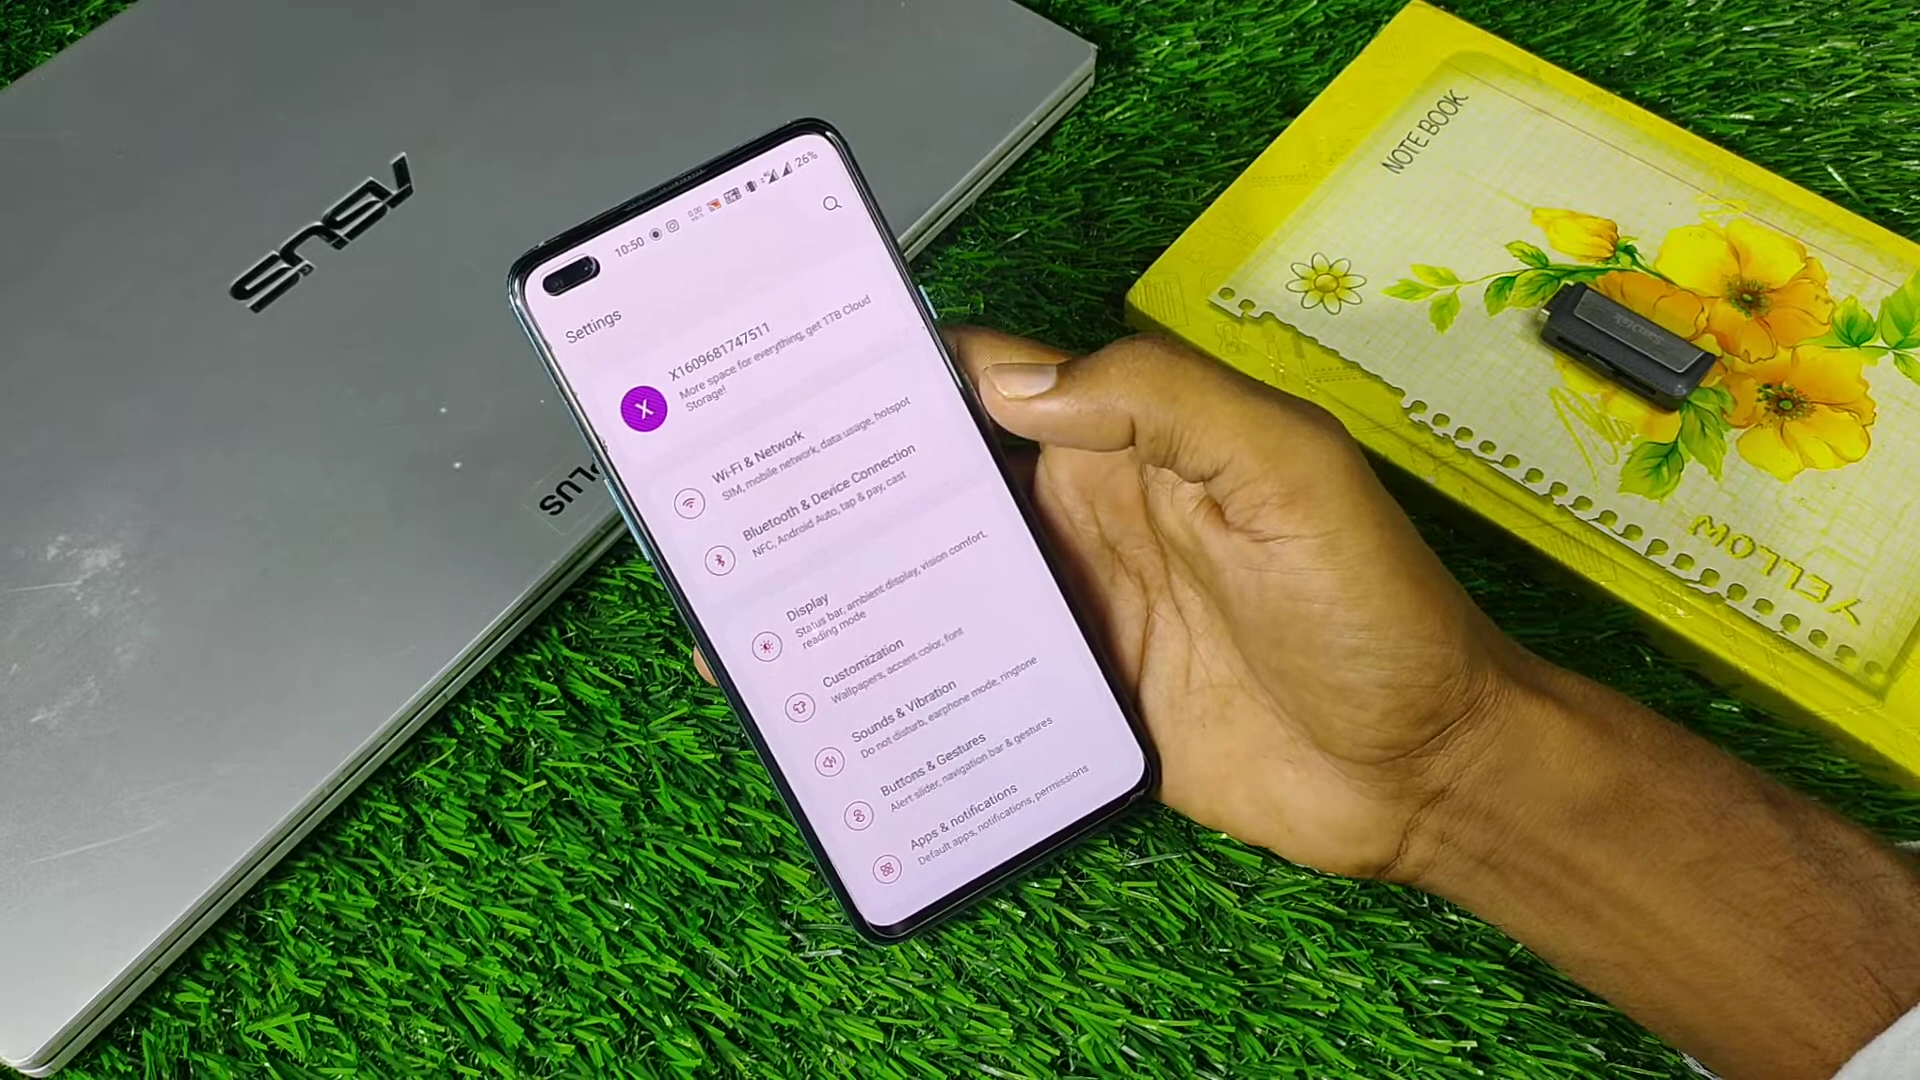 ASUS
ASUS
10:50
26%
Settings
X
X1609681747511
More space for everything, get 1TB Cloud
Storage!
Wi-Fi & Network
SIM, mobile network, data usage, hotspot
Bluetooth & Device Connection
NFC, Android Auto, tap & pay, cast
Display
Status bar, ambient display, vision comfort,
reading mode
Customization
Wallpapers, accent color, font
Sounds & Vibration
Do not disturb, earphone mode, ringtone
Buttons & Gestures
Alert slider, navigation bar & gestures
Apps & notifications
Default apps, notifications, permissions
NOTE BOOK
SanDisk
YELLOW